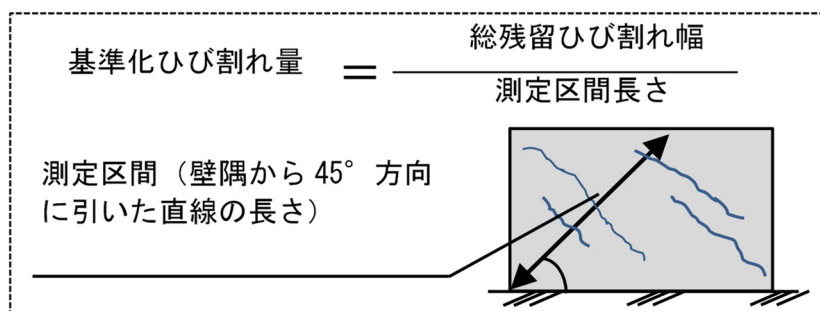 基準化ひび割れ量 = 総残留ひび割れ幅
測定区間長さ
測定区間（壁隅から 45° 方向
に引いた直線の長さ）